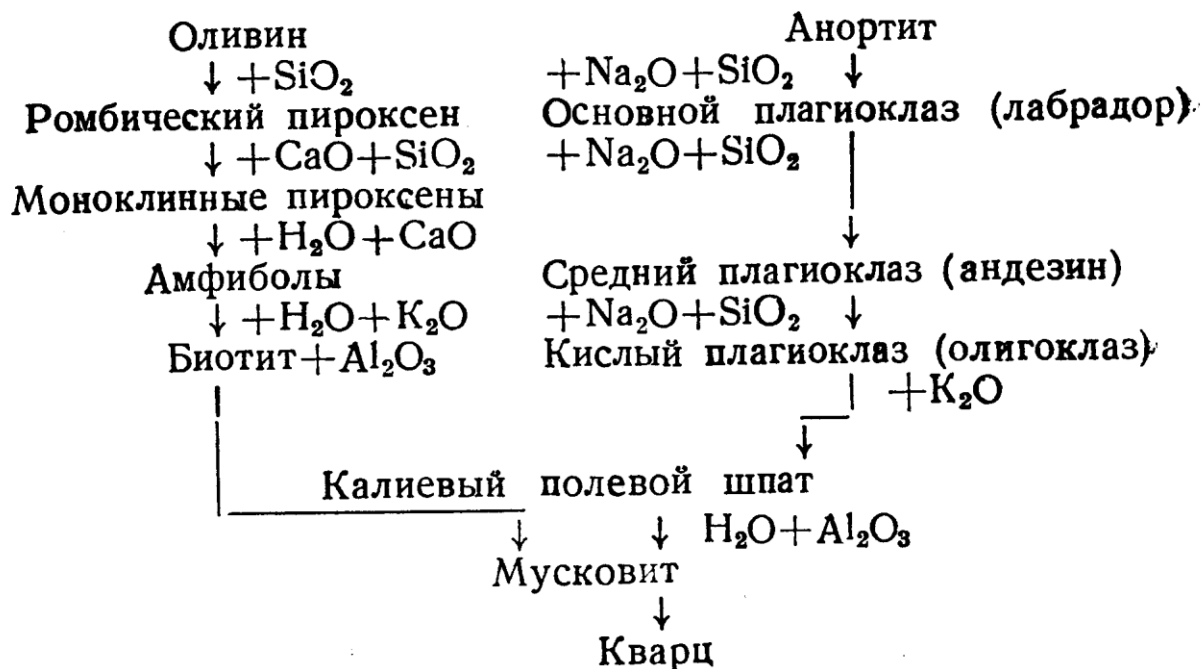 Оливин Анортит
↓ +SiO₂ +Na₂O+SiO₂ ↓
Ромбический пироксен Основной плагиоклаз (лабрадор)
↓ +CaO+SiO₂ +Na₂O+SiO₂
Моноклинные пироксены
↓ +H₂O+CaO
Амфиболы Средний плагиоклаз (андезин)
↓ +H₂O+K₂O +Na₂O+SiO₂ ↓
Биотит+Al₂O₃ Кислый плагиоклаз (олигоклаз)
+K₂O
Калиевый полевой шпат
↓ ↓ H₂O+Al₂O₃
Мусковит
↓
Кварц